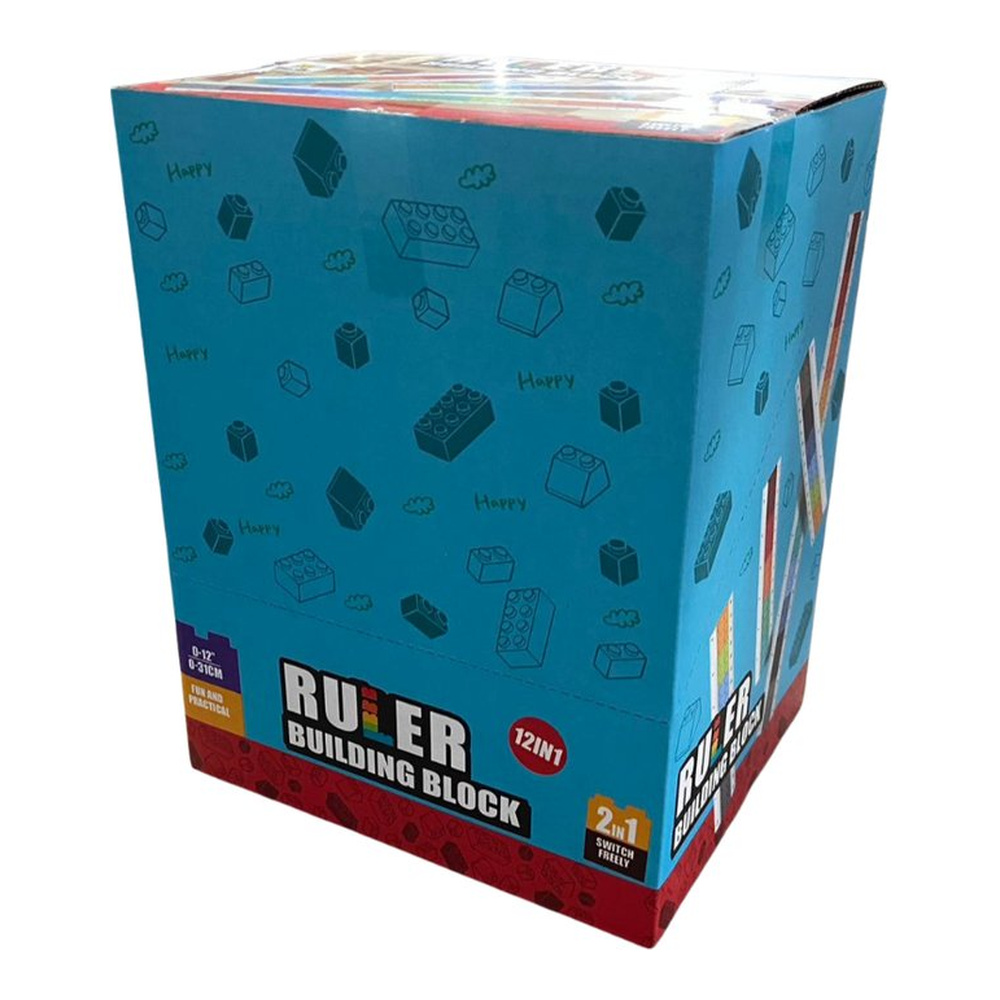 Happy
Happy
Happy
Happy
Happy
Happy
0-12"
0-31CM
FUN AND
PRACTICAL
RULER
BUILDING BLOCK
12IN1
2IN1
SWITCH
FREELY
RULER
BUILDING BLOCK